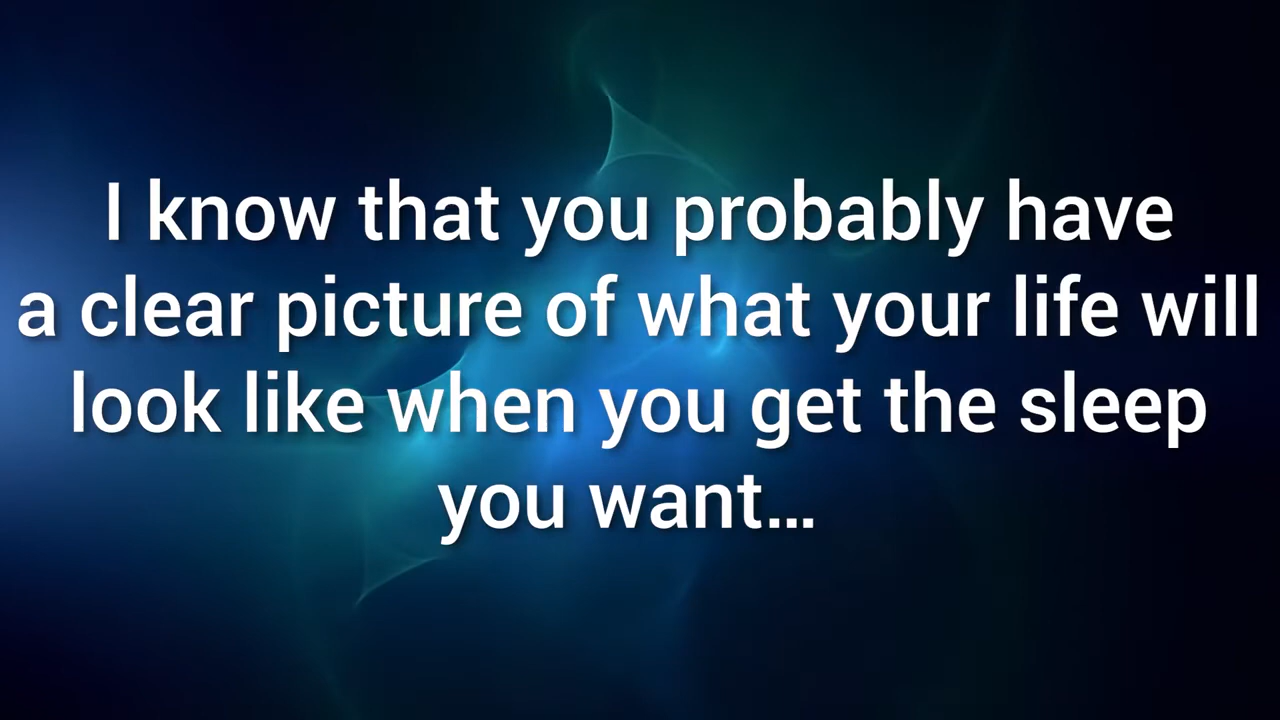 I know that you probably have
a clear picture of what your life will
look like when you get the sleep
you want...